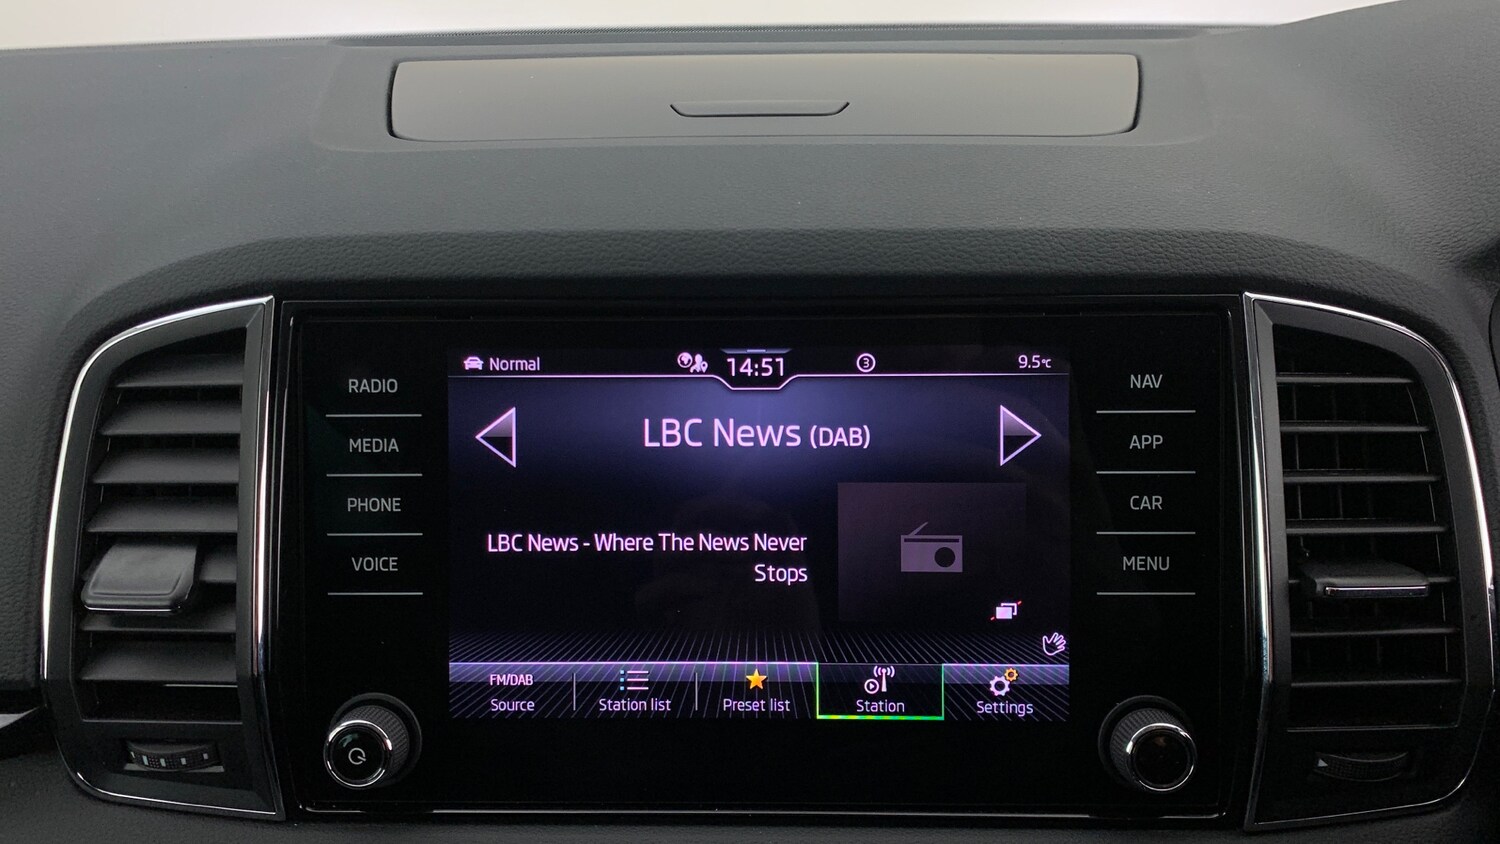 RADIO
MEDIA
PHONE
VOICE
Normal
14:51
3
9.5°C
LBC News (DAB)
LBC News - Where The News Never
Stops
FM/DAB
Source
Station list
Preset list
Station
Settings
NAV
APP
CAR
MENU